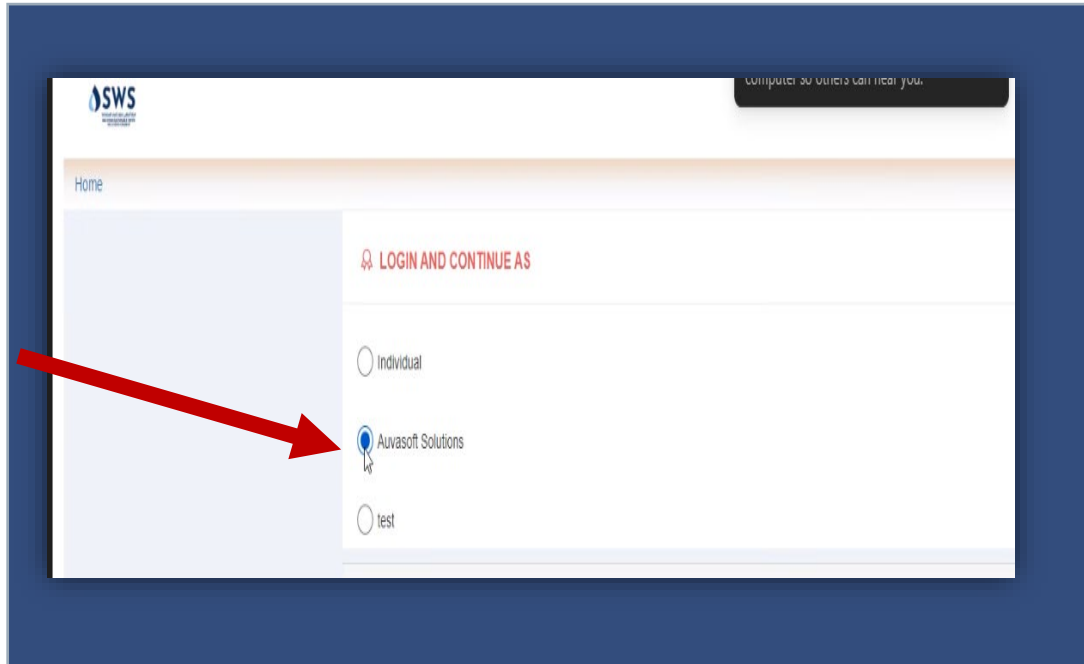 SWS
computer so others can hear you.
Home
LOGIN AND CONTINUE AS
Individual
Auvasoft Solutions
test